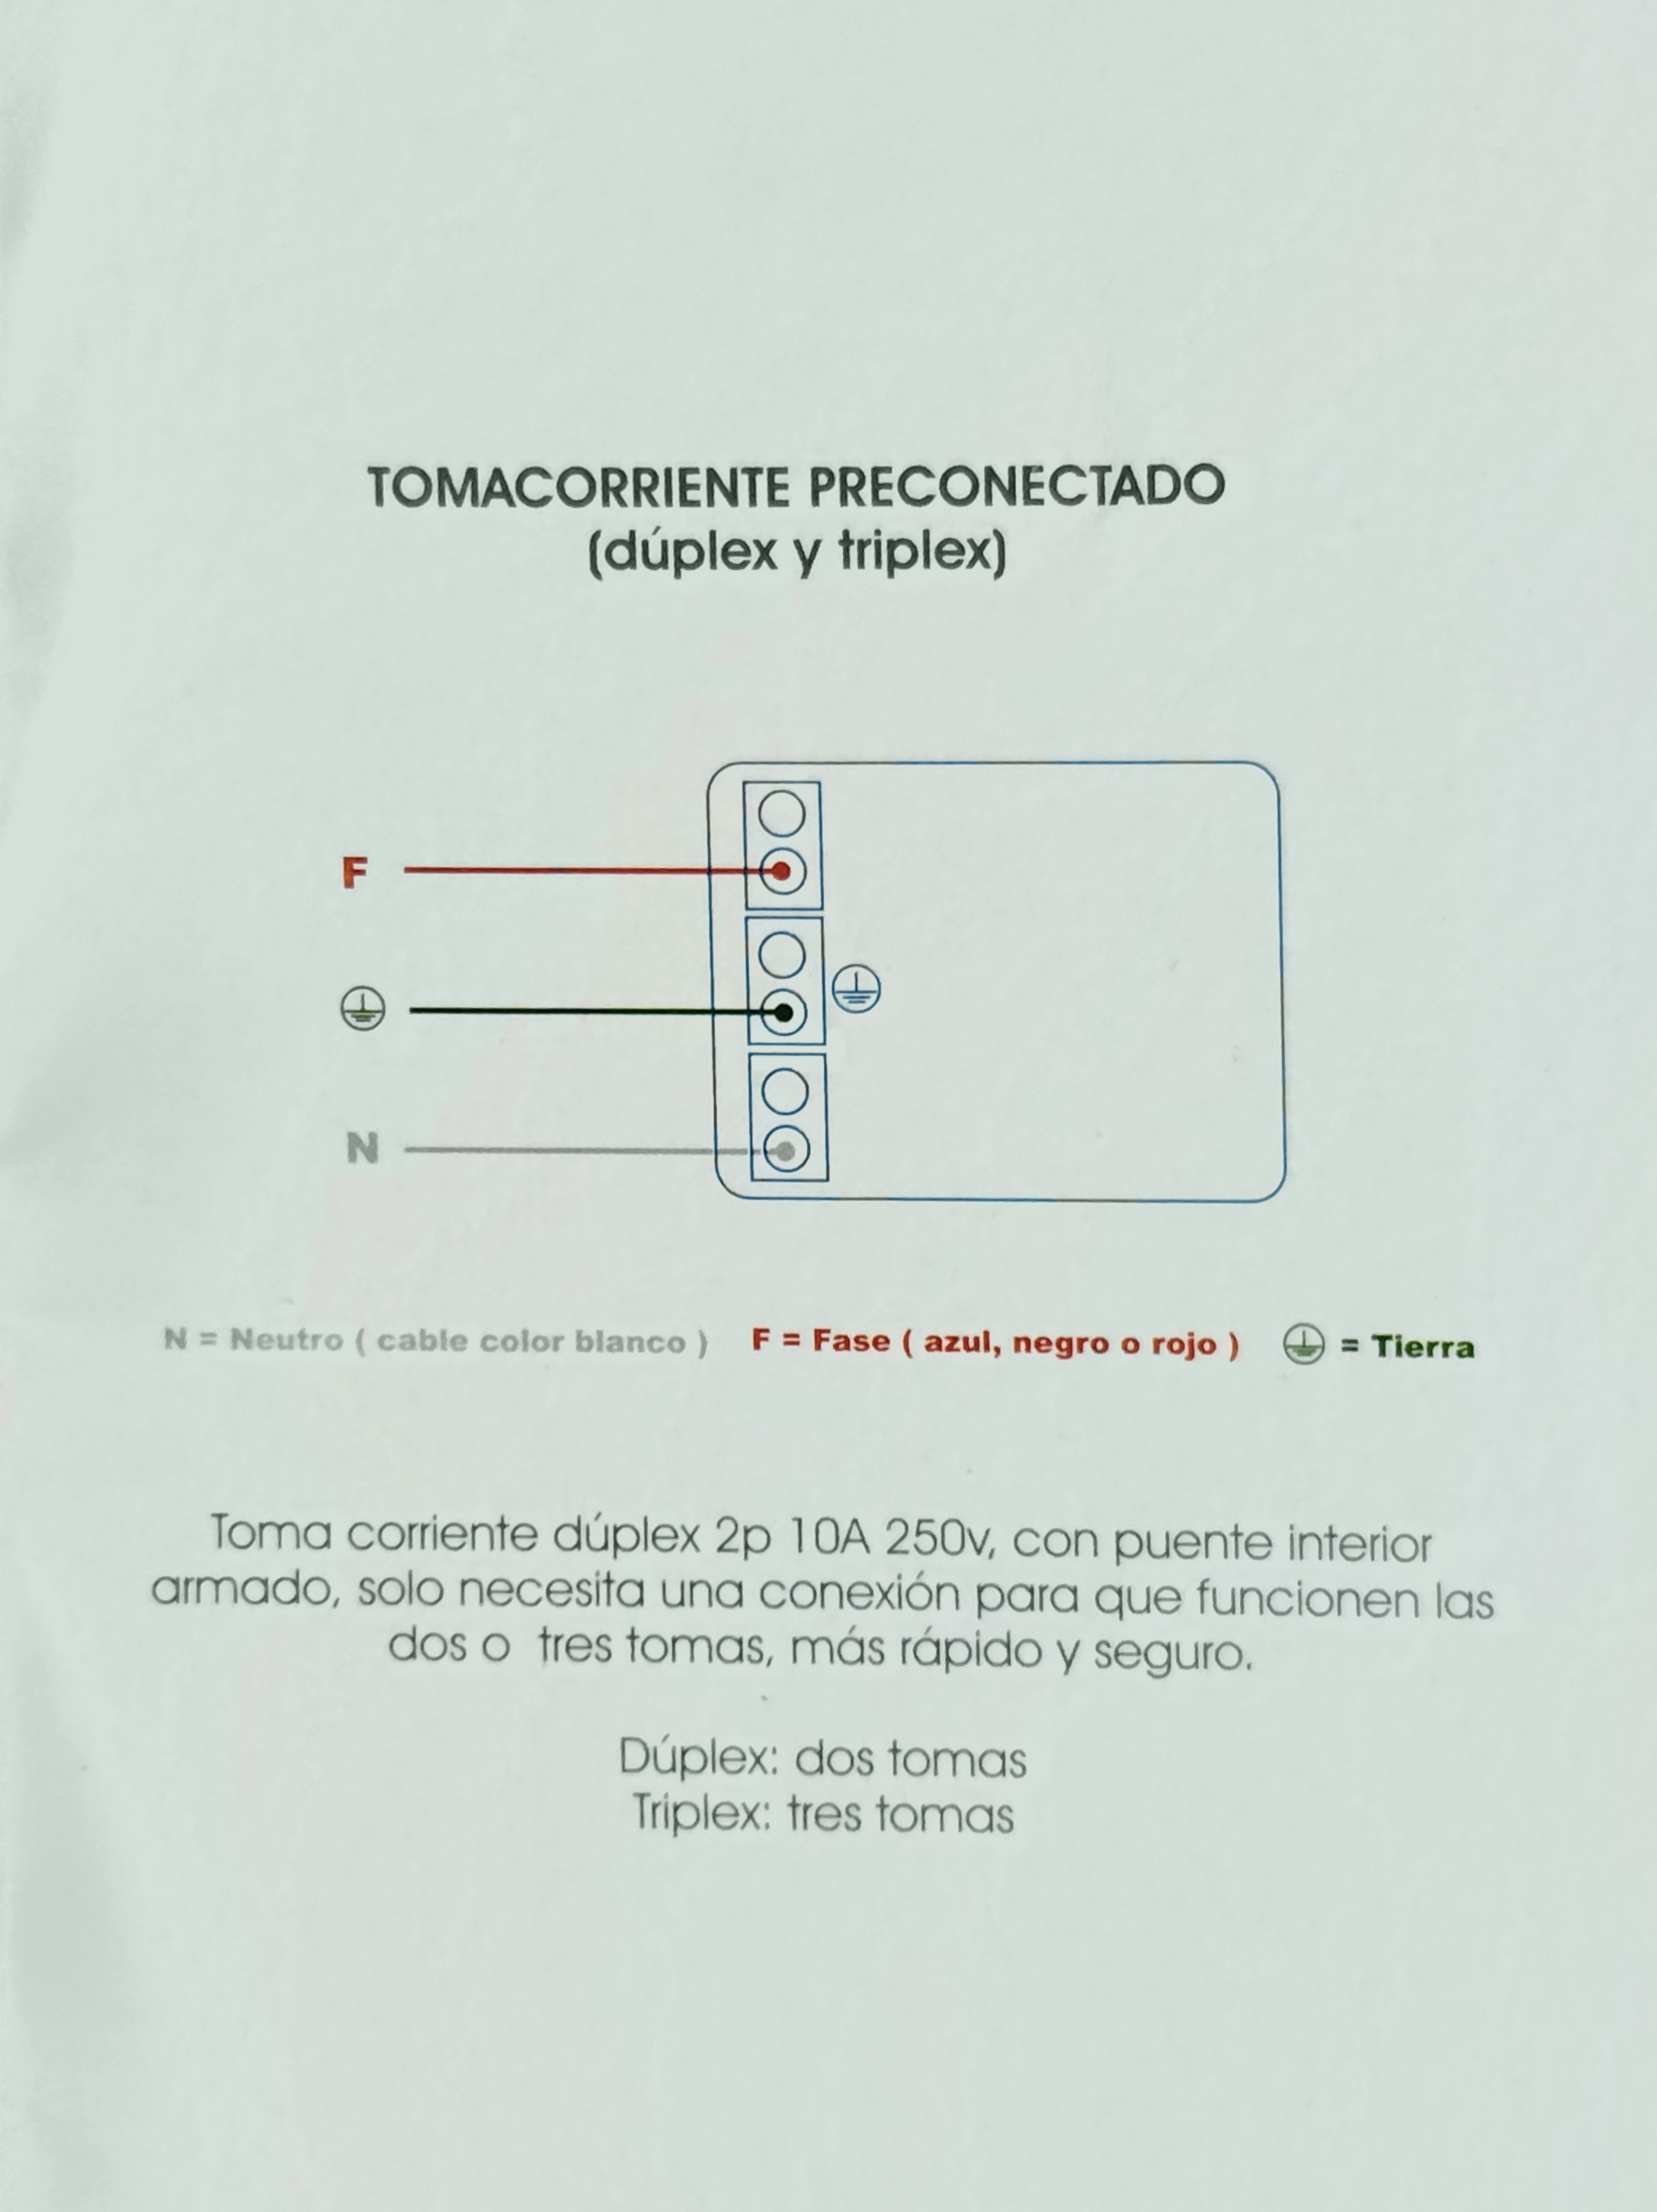 TOMACORRIENTE PRECONECTADO
(dúplex y triplex)
F
N
N = Neutro ( cable color blanco ) F = Fase ( azul, negro o rojo ) ⏚ = Tierra
Toma corriente dúplex 2p 10A 250v, con puente interior
armado, solo necesita una conexión para que funcionen las
dos o tres tomas, más rápido y seguro.
Dúplex: dos tomas
Triplex: tres tomas